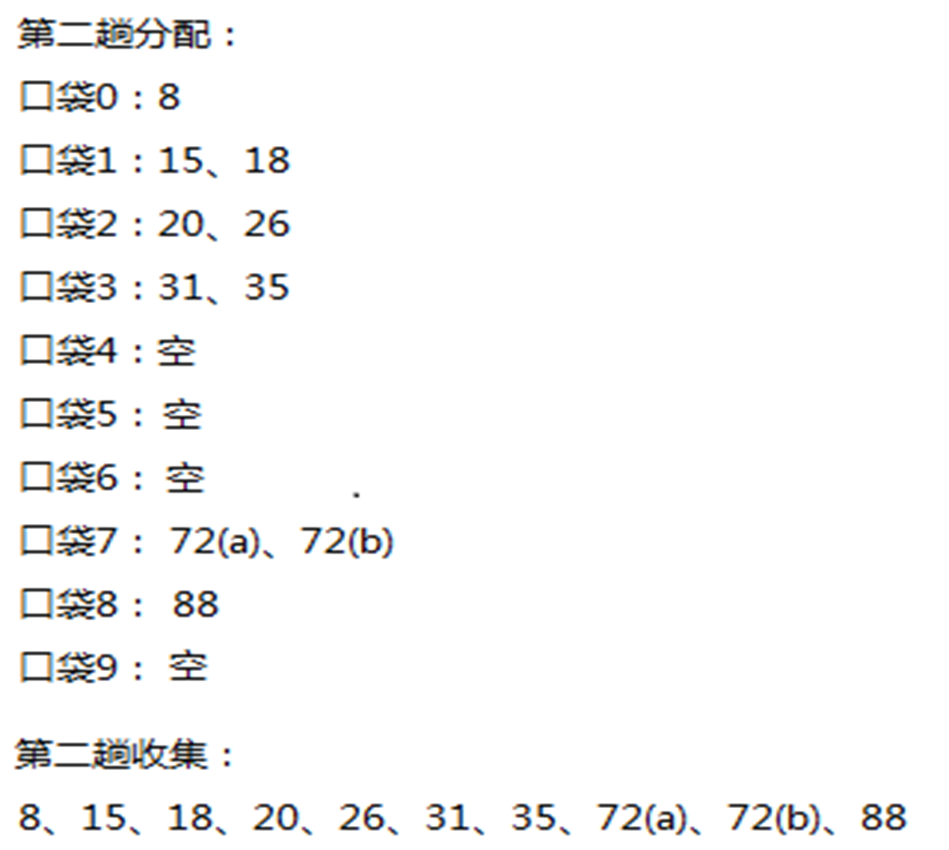 第二趟分配：
口袋0：8
口袋1：15、18
口袋2：20、26
口袋3：31、35
口袋4：空
口袋5：空
口袋6：空
口袋7： 72(a)、72(b)
口袋8： 88
口袋9： 空
第二趟收集：
8、15、18、20、26、31、35、72(a)、72(b)、88